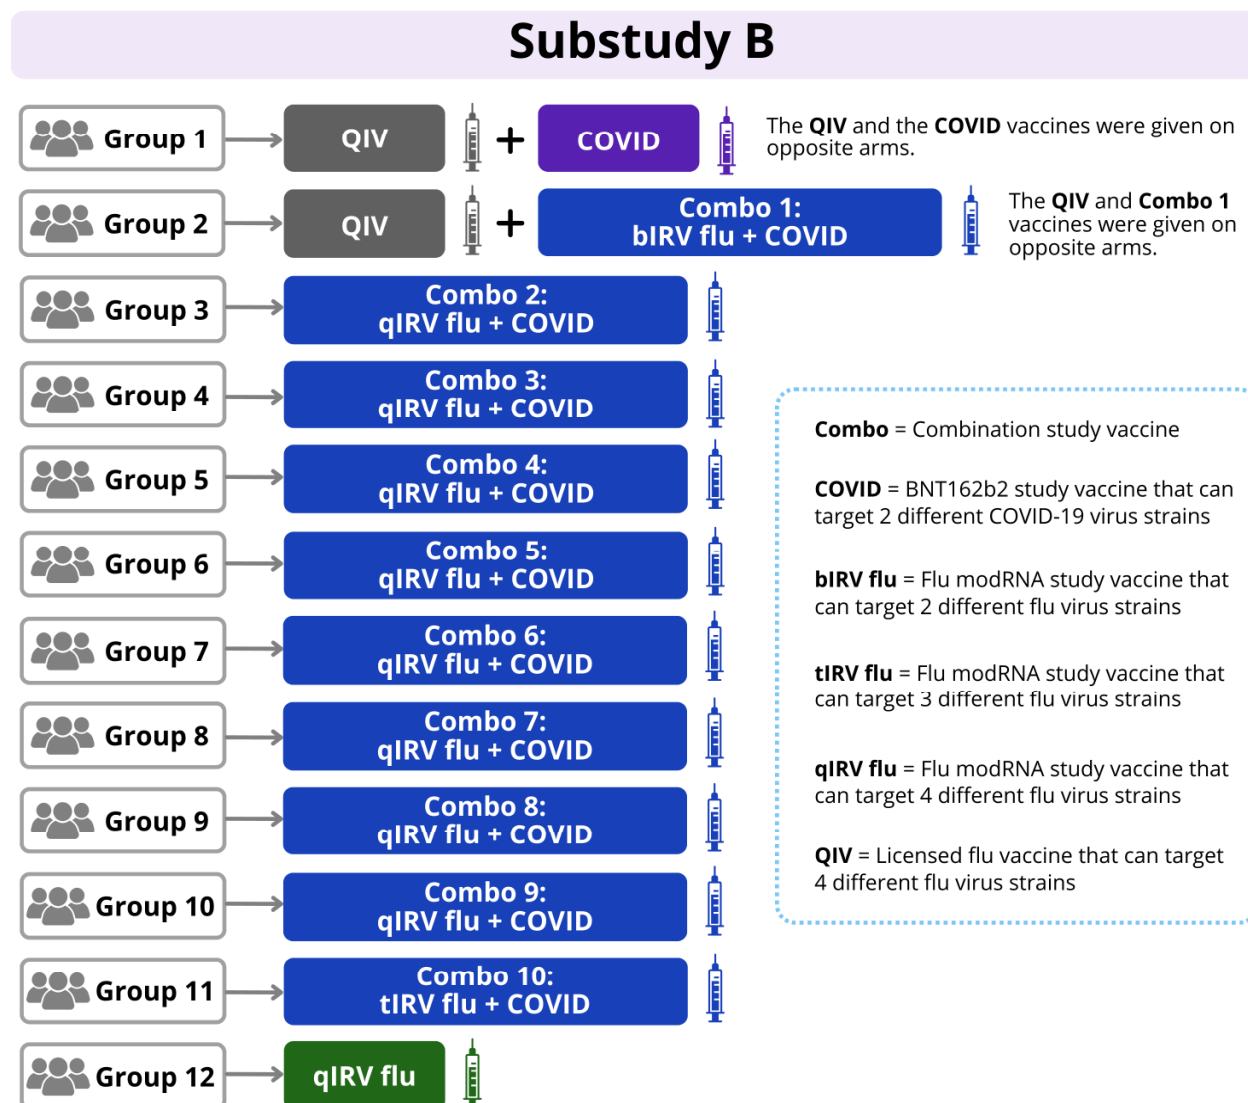 Substudy B
Group 1
QIV
+
COVID
The QIV and the COVID vaccines were given on
opposite arms.
Group 2
QIV
+
Combo 1:
bIRV flu + COVID
The QIV and Combo 1
vaccines were given on
opposite arms.
Group 3
Combo 2:
qIRV flu + COVID
Group 4
Combo 3:
qIRV flu + COVID
Group 5
Combo 4:
qIRV flu + COVID
Group 6
Combo 5:
qIRV flu + COVID
Group 7
Combo 6:
qIRV flu + COVID
Group 8
Combo 7:
qIRV flu + COVID
Group 9
Combo 8:
qIRV flu + COVID
Group 10
Combo 9:
qIRV flu + COVID
Group 11
Combo 10:
tIRV flu + COVID
Group 12
qIRV flu
Combo = Combination study vaccine
COVID = BNT162b2 study vaccine that can
target 2 different COVID-19 virus strains
bIRV flu = Flu modRNA study vaccine that
can target 2 different flu virus strains
tIRV flu = Flu modRNA study vaccine that
can target 3 different flu virus strains
qIRV flu = Flu modRNA study vaccine that
can target 4 different flu virus strains
QIV = Licensed flu vaccine that can target
4 different flu virus strains